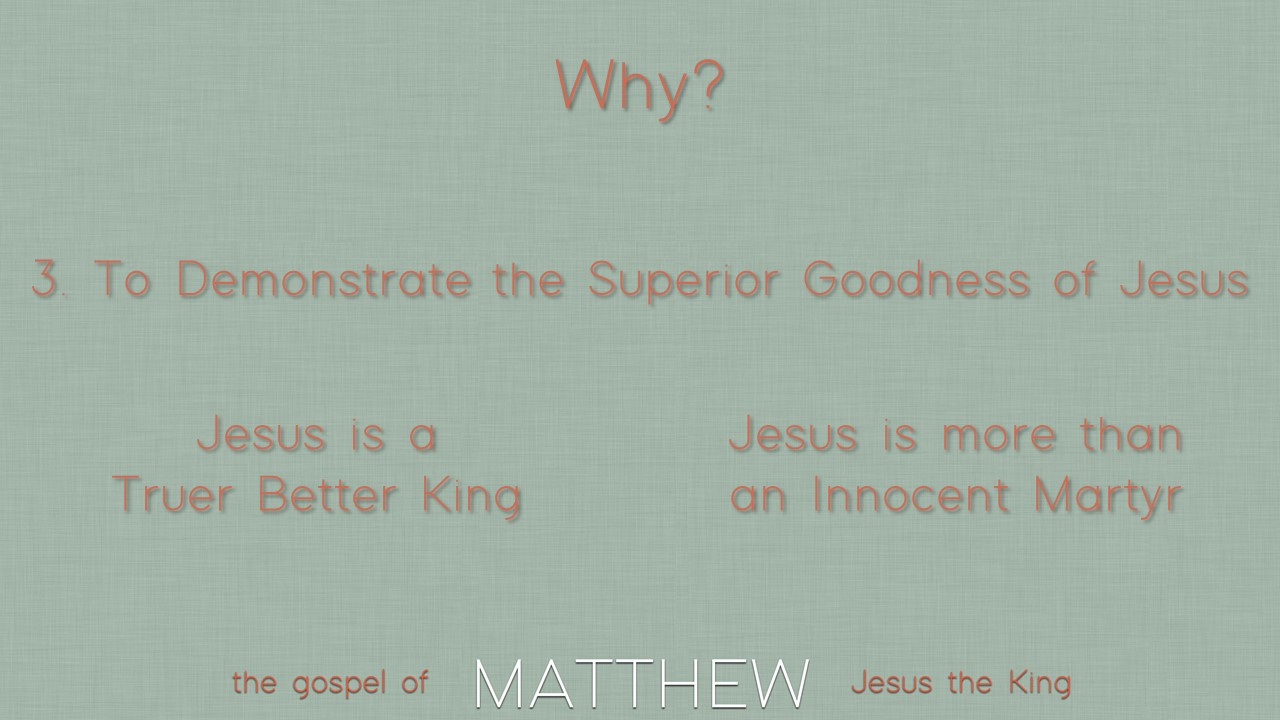 Why?
3. To Demonstrate the Superior Goodness of Jesus
Jesus is a
Truer Better King
Jesus is more than
an Innocent Martyr
the gospel of MATTHEW Jesus the King